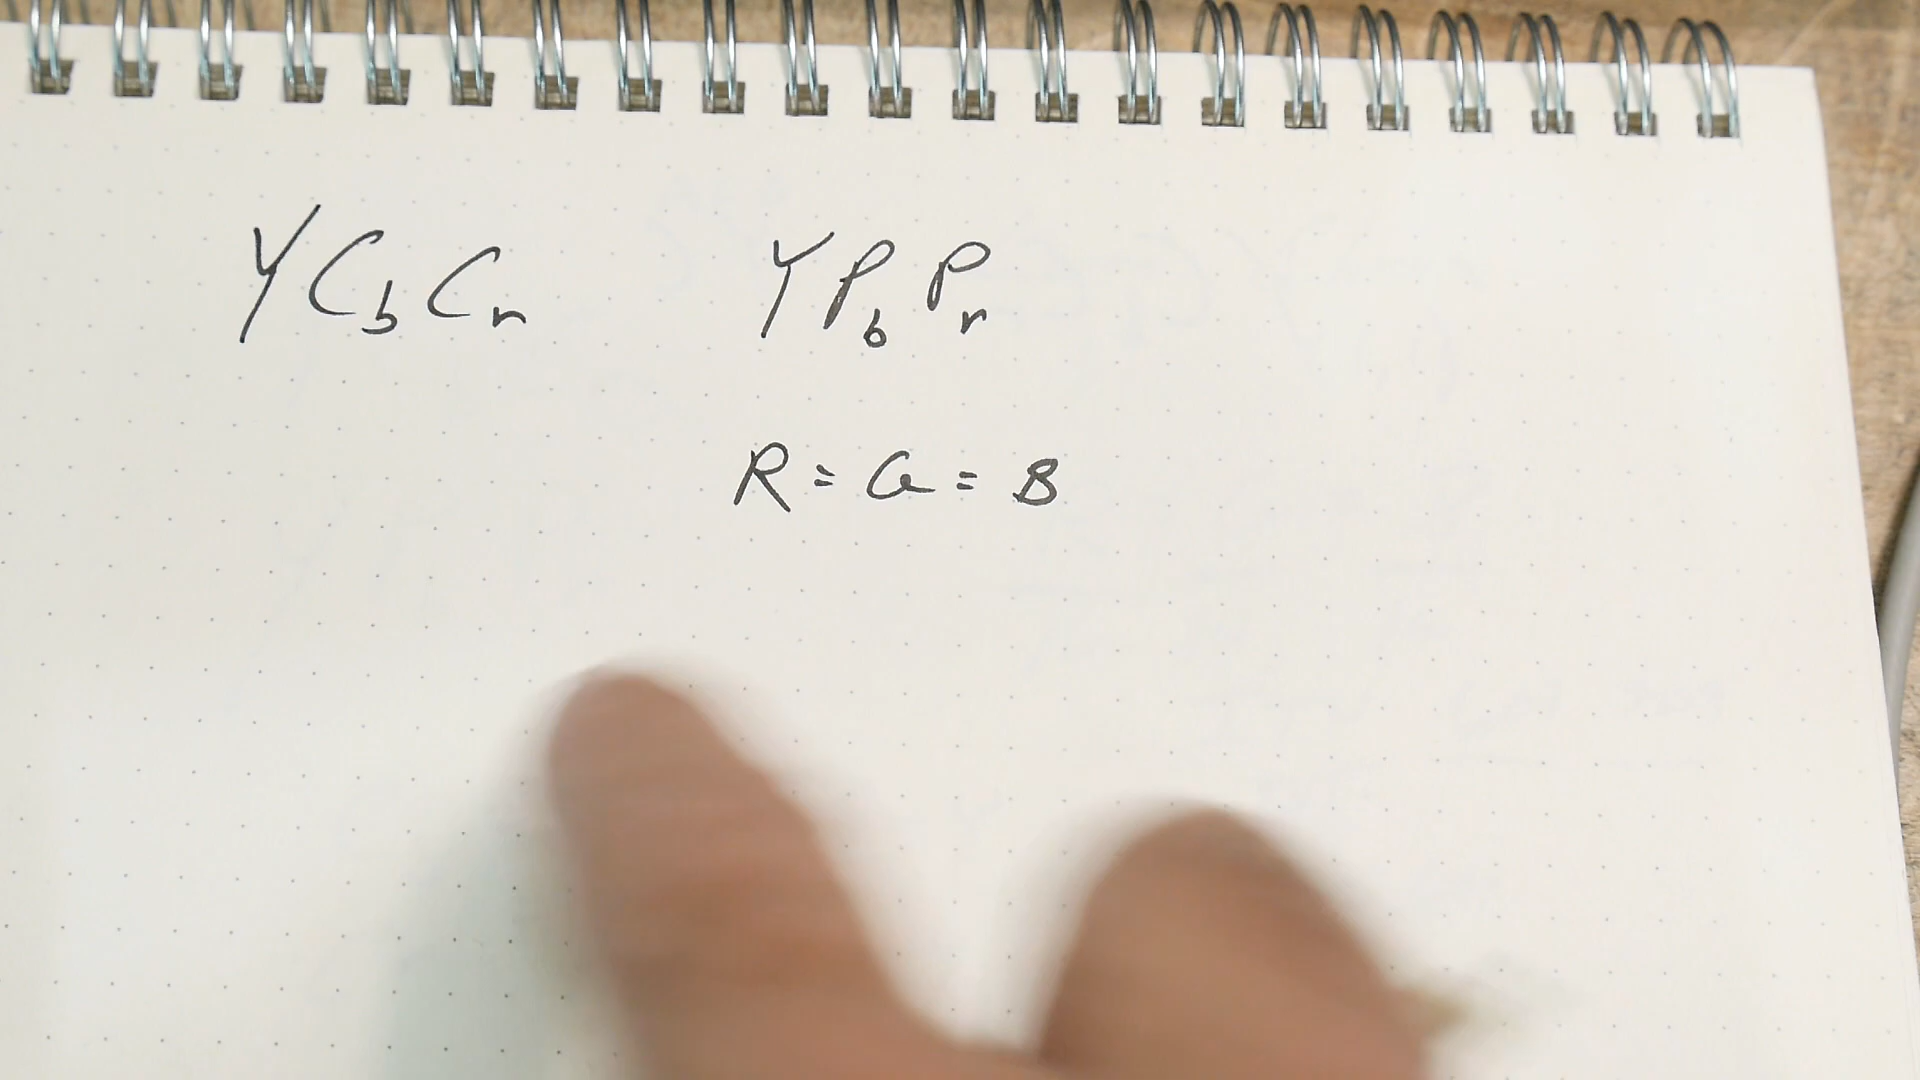 YCbCr YPbPr
R = G = B